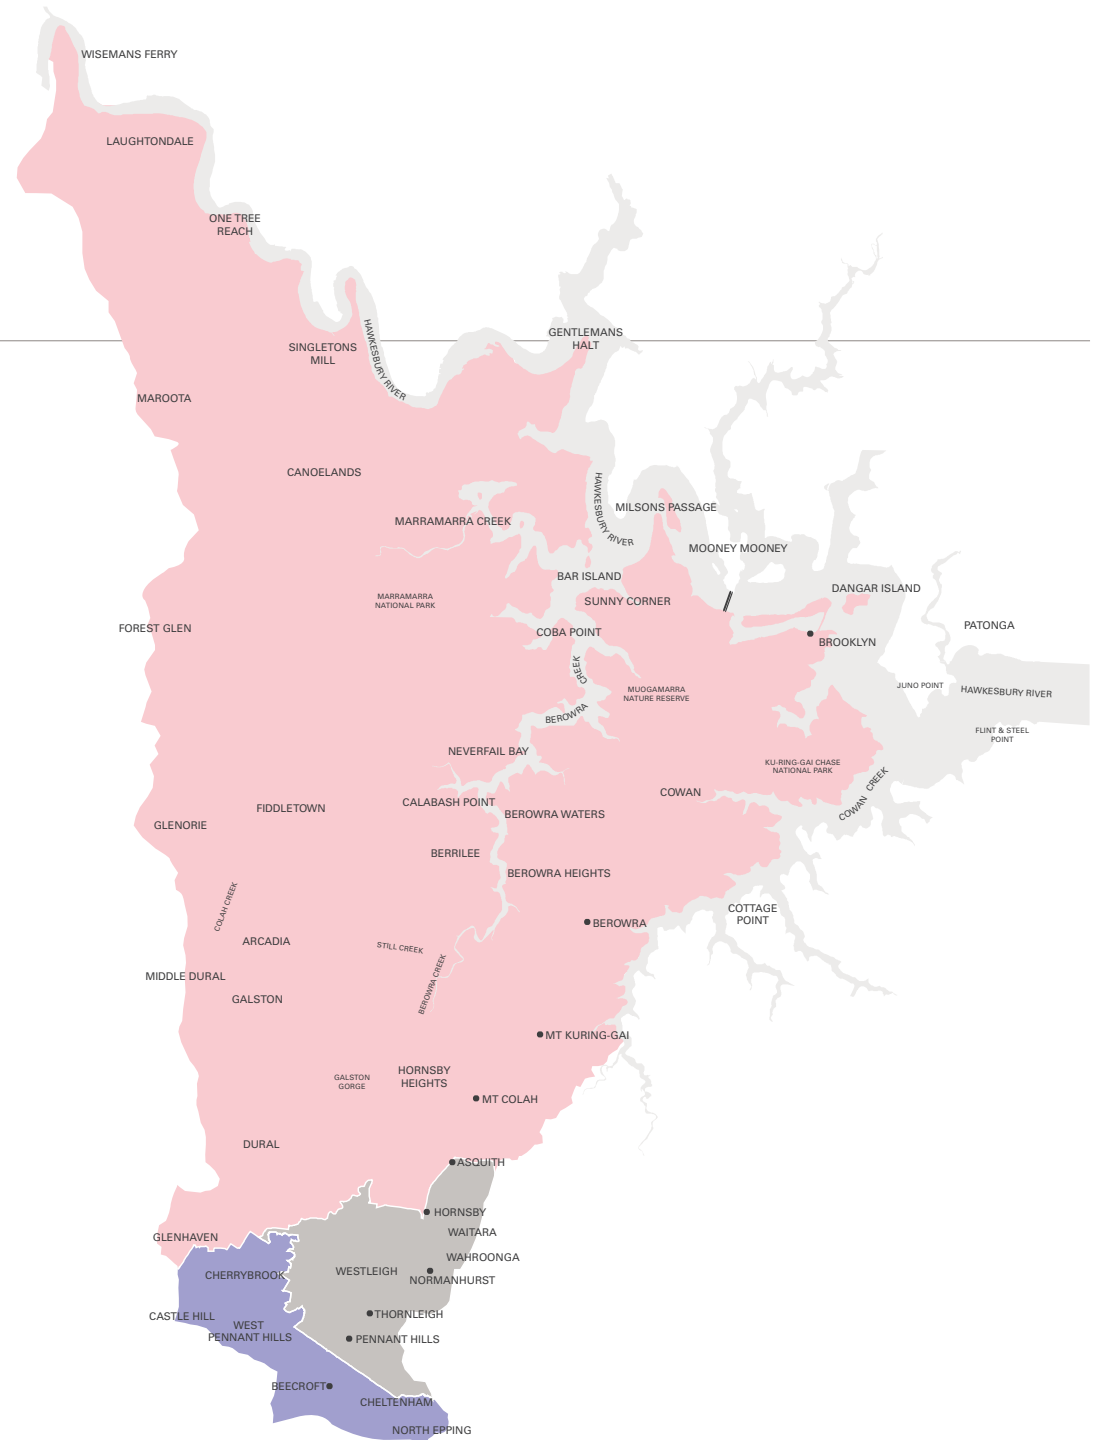 WISEMANS FERRY
LAUGHTONDALE
ONE TREE
REACH
GENTLEMANS
HALT
SINGLETONS
MILL
HAWKESBURY RIVER
MAROOTA
CANOELANDS
HAWKESBURY RIVER
MILSONS PASSAGE
MARRAMARRA CREEK
MOONEY MOONEY
BAR ISLAND
DANGAR ISLAND
MARRAMARRA
NATIONAL PARK
SUNNY CORNER
FOREST GLEN
COBA POINT
PATONGA
BROOKLYN
CREEK
JUNO POINT
HAWKESBURY RIVER
MUOGAMARRA
NATURE RESERVE
BEROWRA
FLINT & STEEL
POINT
NEVERFAIL BAY
KU-RING-GAI CHASE
NATIONAL PARK
COWAN CREEK
COWAN
CALABASH POINT
FIDDLETOWN
BEROWRA WATERS
GLENORIE
BERRILEE
BEROWRA HEIGHTS
COLAH CREEK
COTTAGE
POINT
BEROWRA
ARCADIA
STILL CREEK
MIDDLE DURAL
BEROWRA CREEK
GALSTON
MT KURING-GAI
HORNSBY
HEIGHTS
GALSTON
GORGE
MT COLAH
DURAL
ASQUITH
HORNSBY
WAITARA
GLENHAVEN
WAHROONGA
WESTLEIGH
CHERRYBROOK
NORMANHURST
CASTLE HILL
THORNLEIGH
WEST
PENNANT HILLS
PENNANT HILLS
BEECROFT
CHELTENHAM
NORTH EPPING